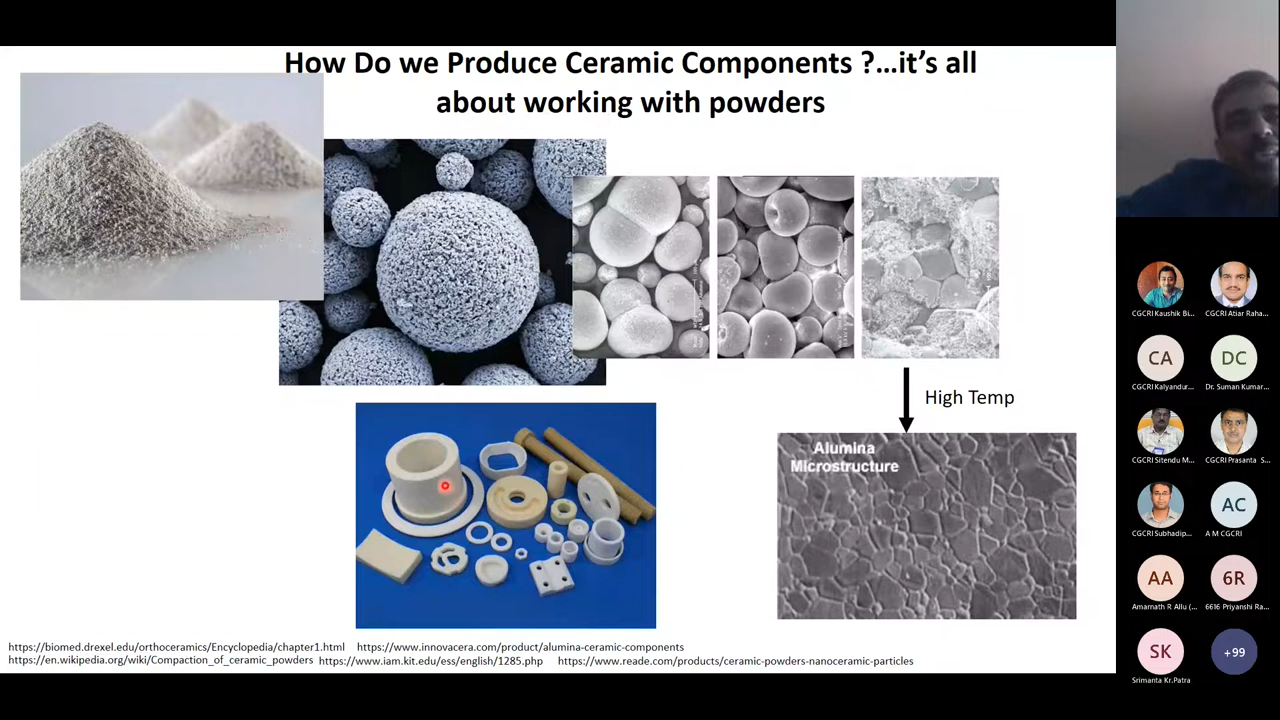 How Do we Produce Ceramic Components ?...it's all
about working with powders
High Temp
Alumina
Microstructure
https://biomed.drexel.edu/orthoceramics/Encyclopedia/chapter1.html https://www.innovacera.com/product/alumina-ceramic-components
https://en.wikipedia.org/wiki/Compaction_of_ceramic_powders https://www.iam.kit.edu/ess/english/1285.php https://www.reade.com/products/ceramic-powders-nanoceramic-particles
CGCRI Kaushik Bi... CGCRI Atiar Raha...
CA DC
CGCRI Kalyandur... Dr. Suman Kumar...
CGCRI Sitendu M... CGCRI Prasanta S...
AC
CGCRI Subhadip... A M CGCRI
AA 6R
Amarnath R Allu (... 6616 Priyanshi Ra...
SK +99
Srimanta Kr.Patra